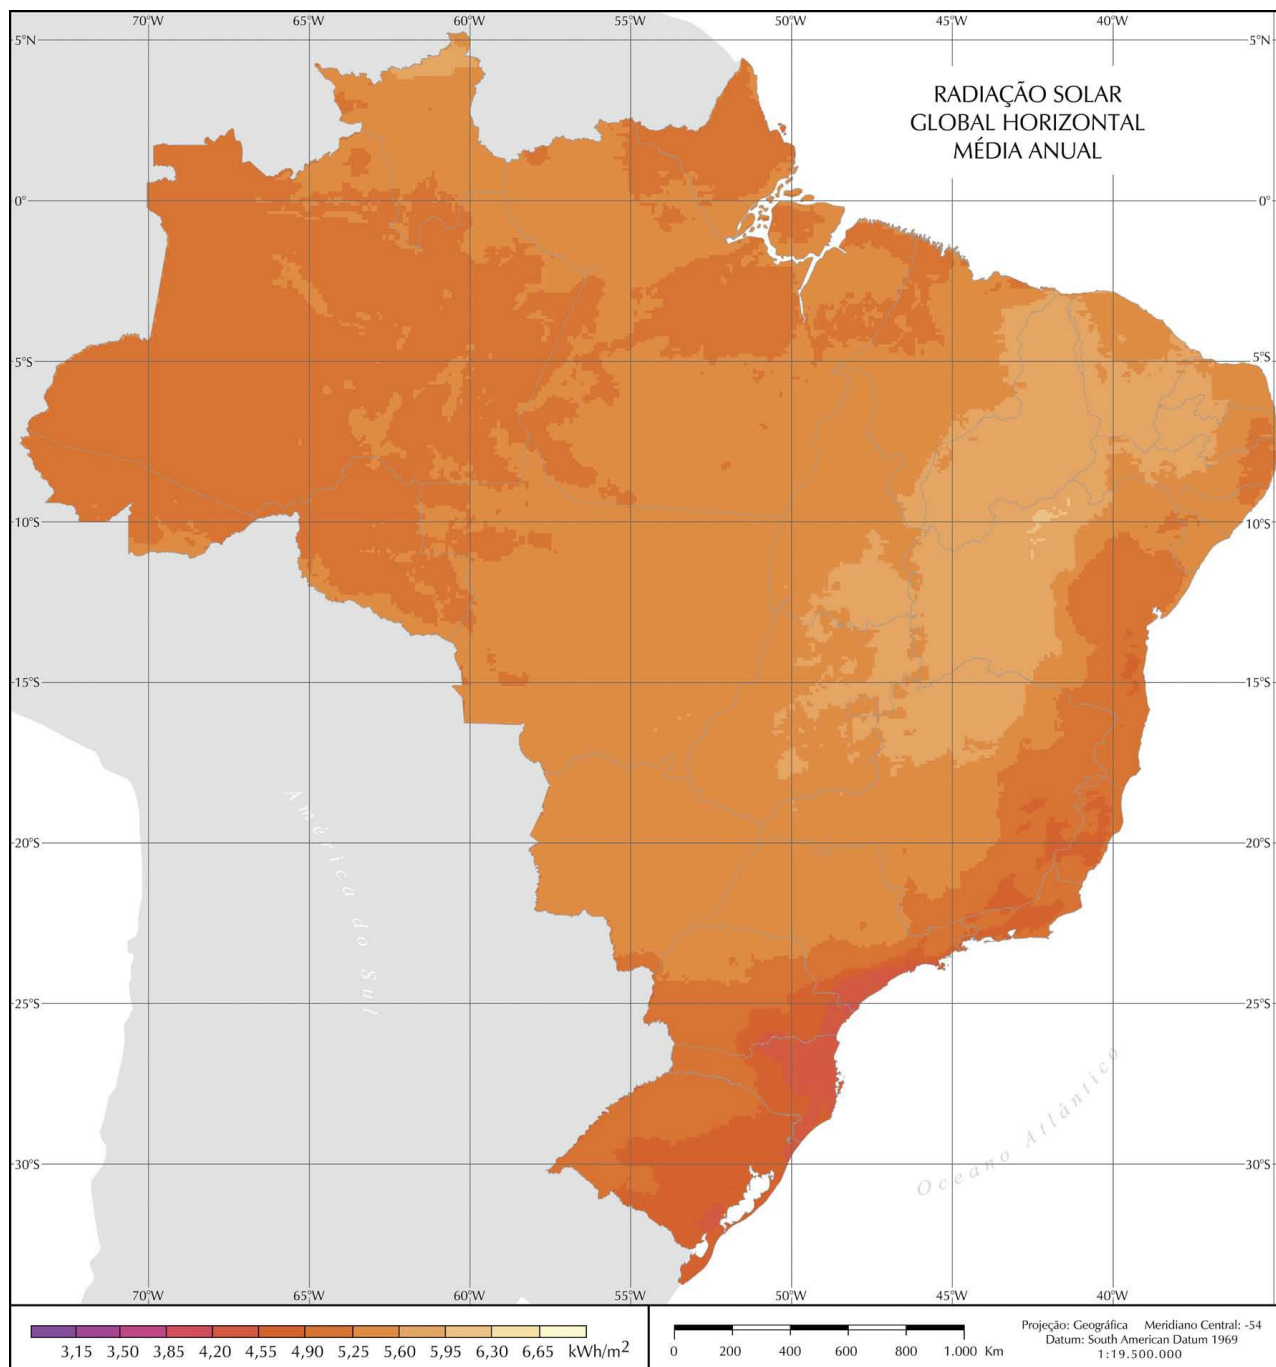 70°W 65°W 60°W 55°W 50°W 45°W 40°W
5°N 5°N
RADIAÇÃO SOLAR
GLOBAL HORIZONTAL
MÉDIA ANUAL
0° 0°
5°S 5°S
10°S 10°S
15°S 15°S
América do Sul
20°S 20°S
25°S 25°S
Oceano Atlântico
30°S 30°S
70°W 65°W 60°W 55°W 50°W 45°W 40°W
3,15 3,50 3,85 4,20 4,55 4,90 5,25 5,60 5,95 6,30 6,65 kWh/m²
0 200 400 600 800 1.000 Km
Projeção: Geográfica Meridiano Central: -54
Datum: South American Datum 1969
1:19.500.000